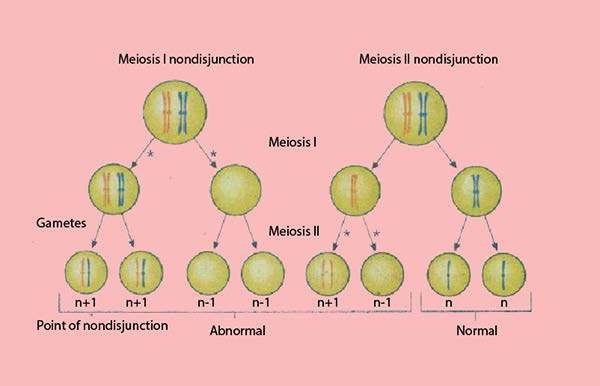 Meiosis I nondisjunction
Meiosis II nondisjunction
* *
Meiosis I
Gametes
Meiosis II
* *
n+1 n+1 n-1 n-1 n+1 n-1 n n
Point of nondisjunction
Abnormal
Normal